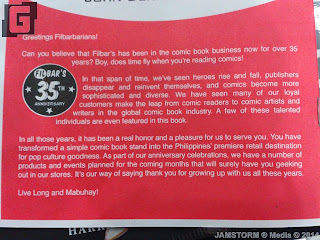 Greetings Filbarbarians!
Can you believe that Filbar's has been in the comic book business now for over 35
years? Boy, does time fly when you're reading comics!
FILBAR'S
35TH
ANNIVERSARY
In that span of time, we've seen heroes rise and fall, publishers
disappear and reinvent themselves, and comics become more
sophisticated and diverse. We have seen many of our loyal
customers make the leap from comic readers to comic artists and
writers in the global comic book industry. A few of these talented
individuals are even featured in this book.
In all those years, it has been a real honor and a pleasure for us to serve you. You have
transformed a simple comic book stand into the Philippines' premiere retail destination
for pop culture goodness. As part of our anniversary celebrations, we have a number of
products and events planned for the coming months that will surely have you geeking
out in our stores. It's our way of saying thank you for growing up with us all these years.
Live Long and Mabuhay!
JAMSTORM ® Media © 2014